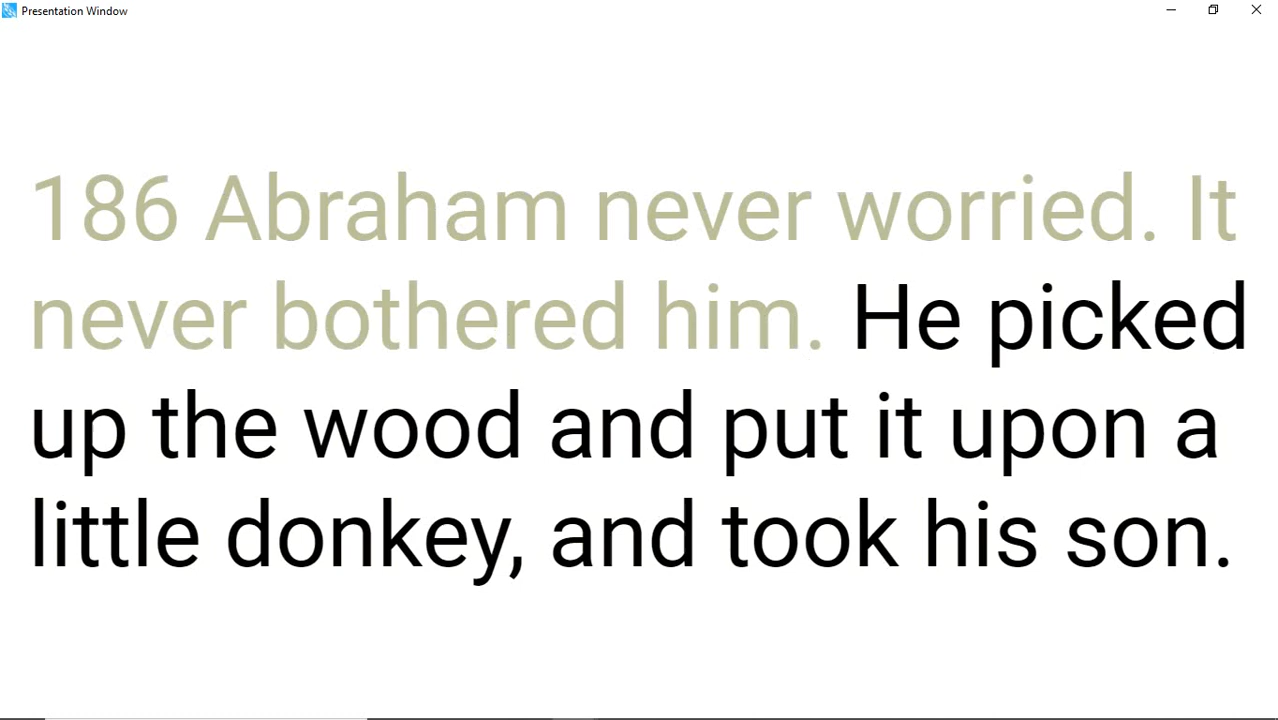 Presentation Window
186 Abraham never worried. It
never bothered him. He picked
up the wood and put it upon a
little donkey, and took his son.